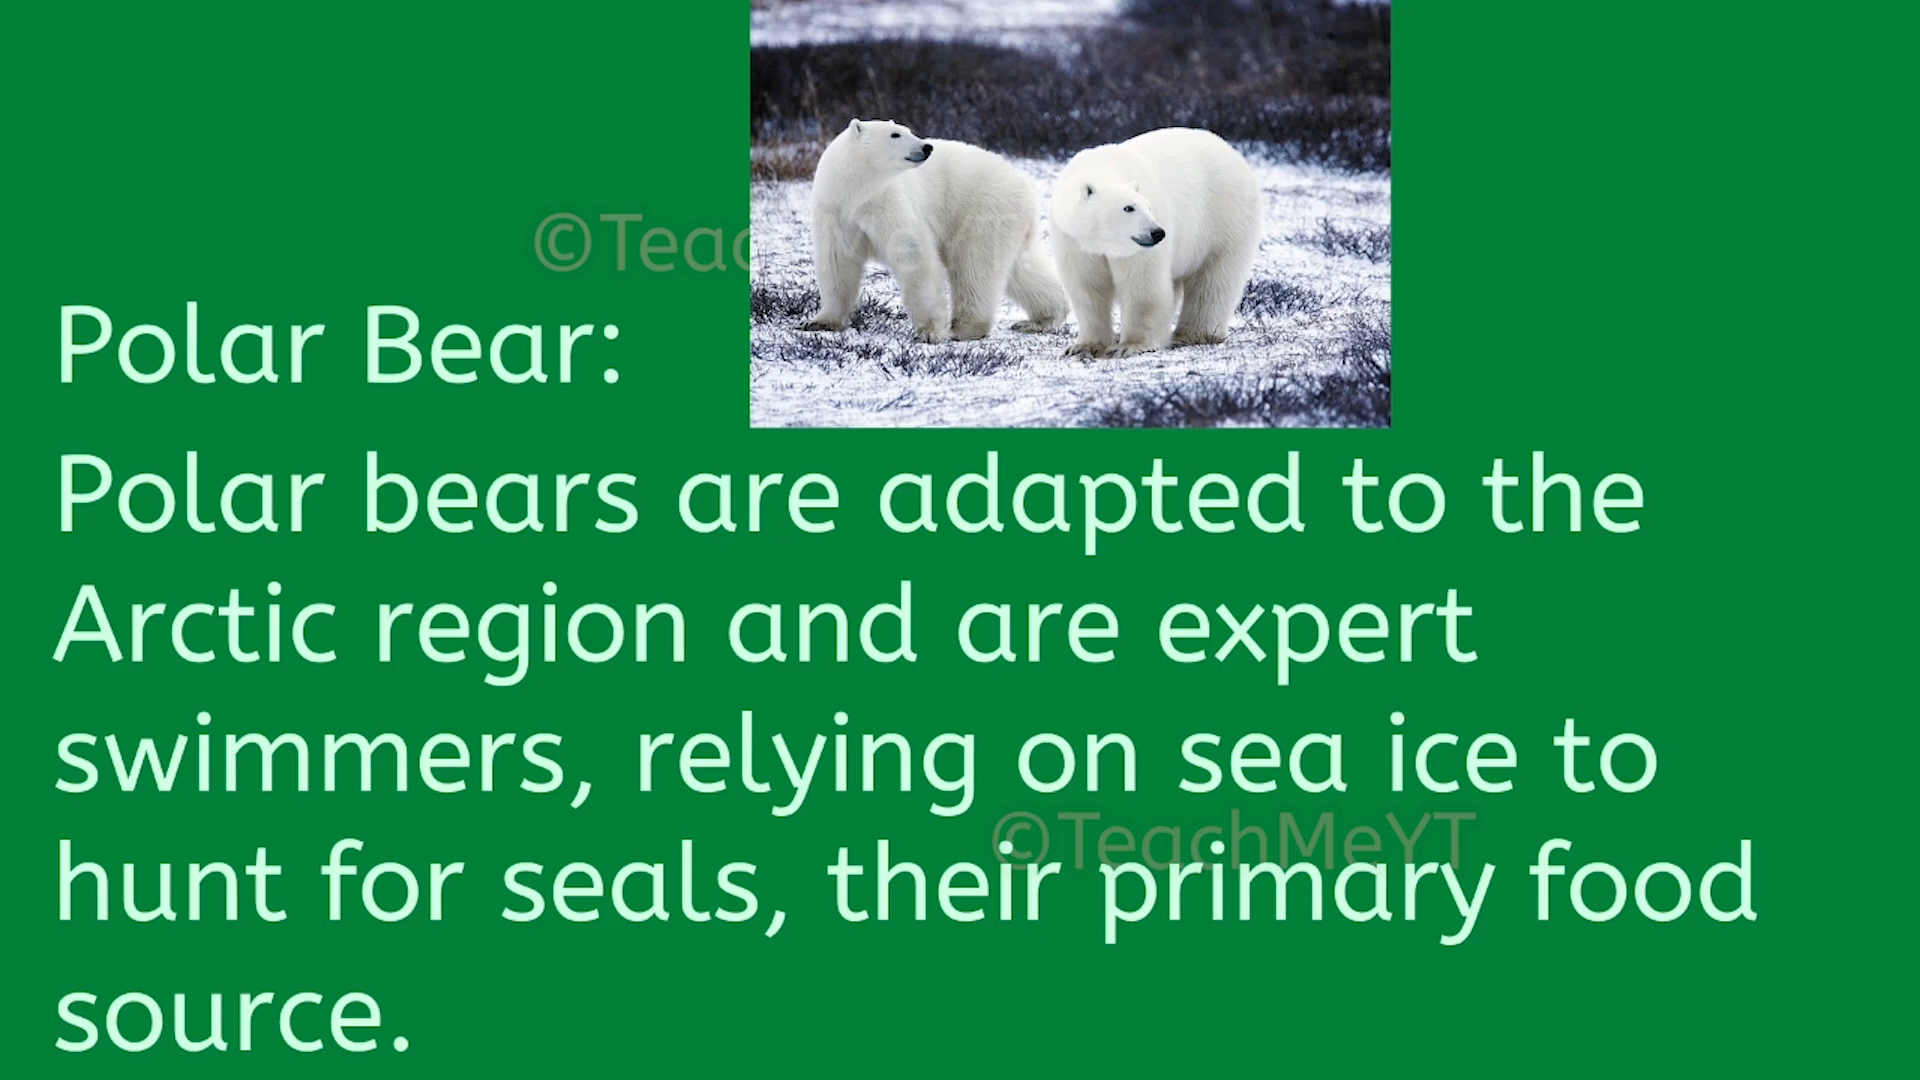 ©TeachMeYT
Polar Bear:
Polar bears are adapted to the
Arctic region and are expert
swimmers, relying on sea ice to
©TeachMeYT
hunt for seals, their primary food
source.